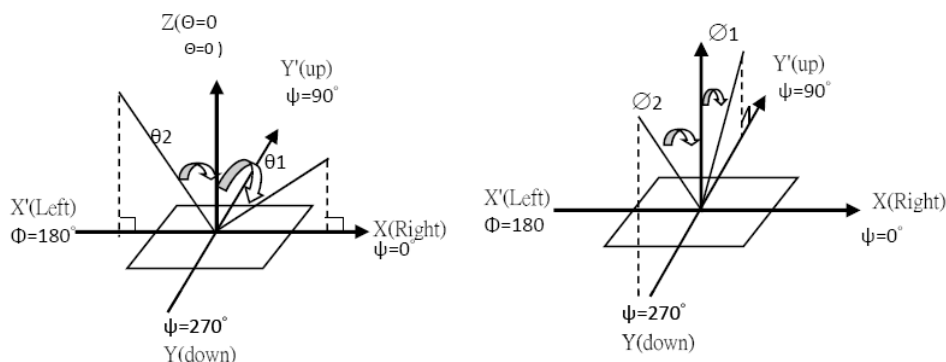 Z(Θ=0
Θ=0 )
Y'(up)
ψ=90°
θ2
θ1
X'(Left)
Φ=180°
X(Right)
ψ=0°
ψ=270°
Y(down)
∅1
Y'(up)
ψ=90°
∅2
X'(Left)
Φ=180
X(Right)
ψ=0°
ψ=270°
Y(down)